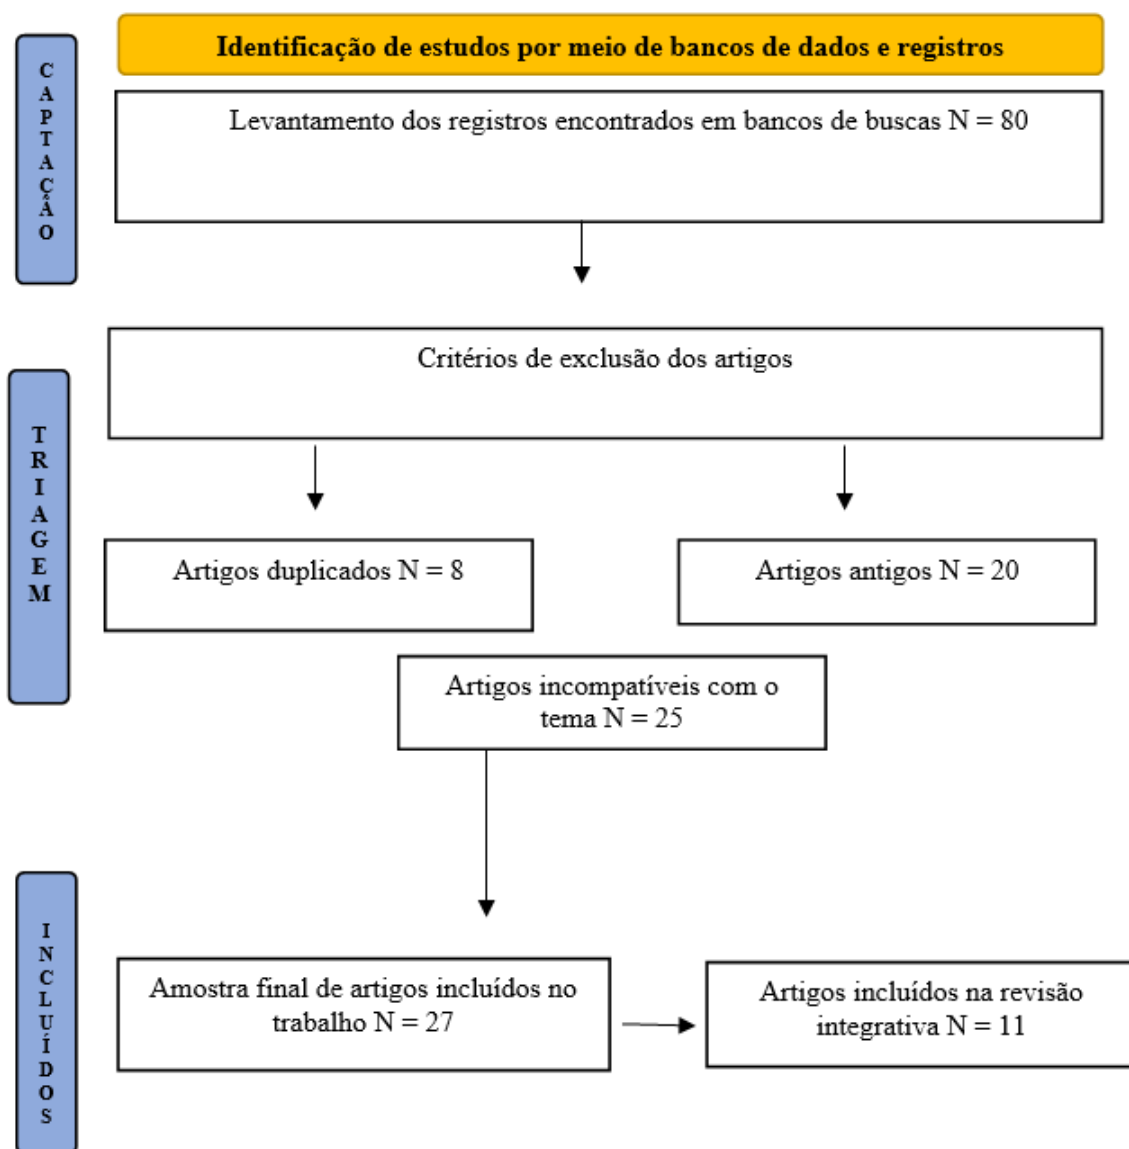 Identificação de estudos por meio de bancos de dados e registros
CAPTAÇÃO
Levantamento dos registros encontrados em bancos de buscas N = 80
Critérios de exclusão dos artigos
TRIAGEM
Artigos duplicados N = 8
Artigos antigos N = 20
Artigos incompatíveis com o
tema N = 25
INCLUÍDOS
Amostra final de artigos incluídos no
trabalho N = 27
Artigos incluídos na revisão
integrativa N = 11